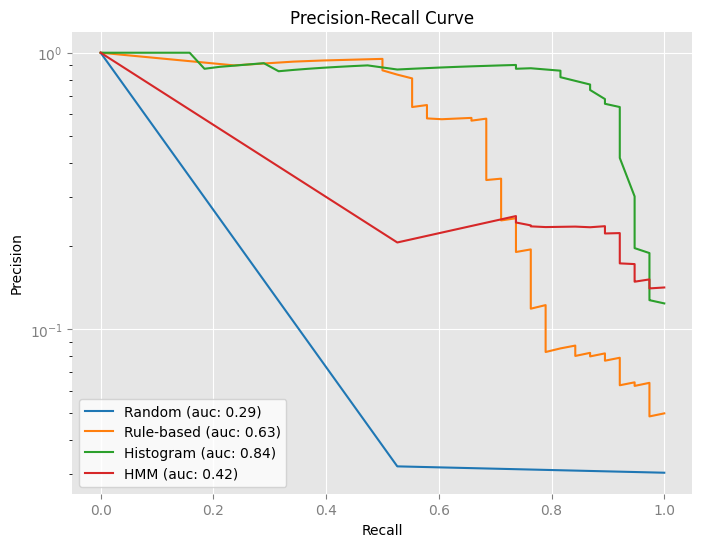 Precision-Recall Curve
Precision
10⁰
10⁻¹
Random (auc: 0.29)
Rule-based (auc: 0.63)
Histogram (auc: 0.84)
HMM (auc: 0.42)
0.0 0.2 0.4 0.6 0.8 1.0
Recall